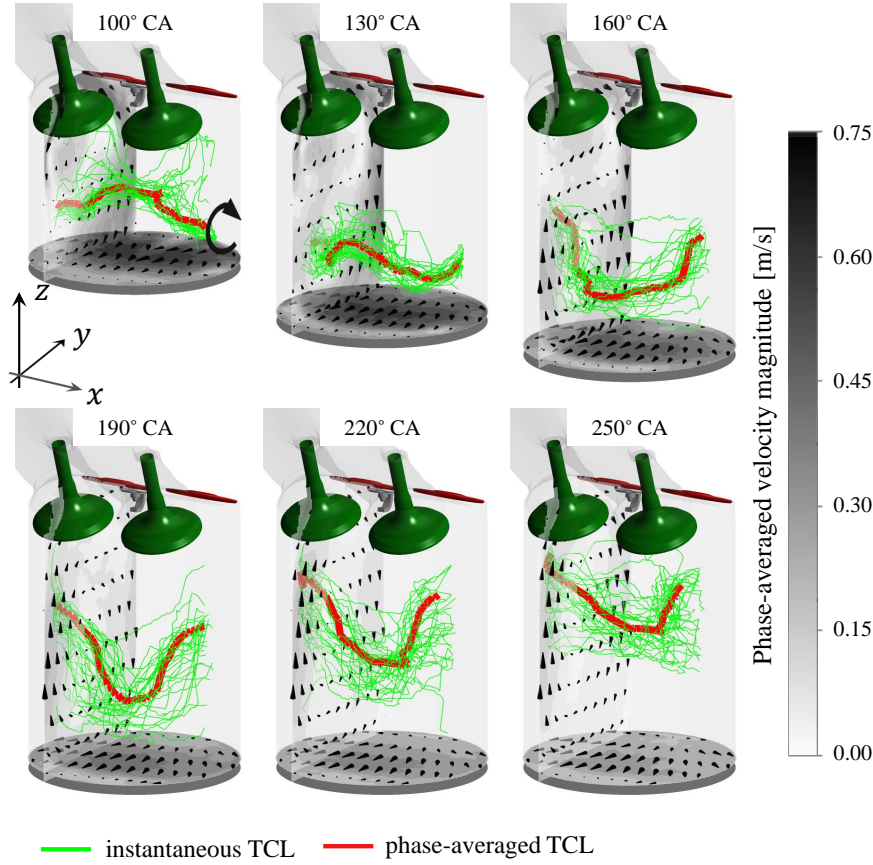 100° CA
130° CA
160° CA
z
y
x
190° CA
220° CA
250° CA
Phase-averaged velocity magnitude [m/s]
0.75
0.60
0.45
0.30
0.15
0.00
instantaneous TCL
phase-averaged TCL